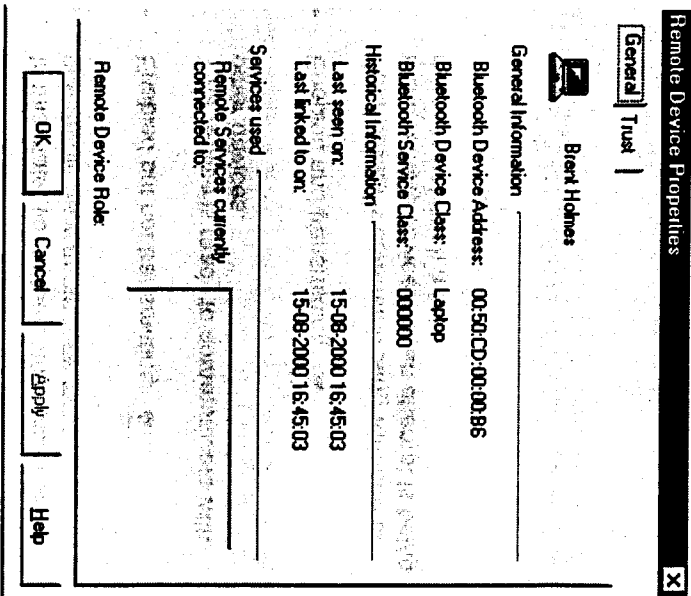 Remote Device Properties
General Trust
Brent Holmes
General Information
Bluetooth Device Address: 00:50:CD:00:00:B6
Bluetooth Device Class: Laptop
Bluetooth Service Class: 000000
Historical Information
Last seen on: 15-08-2000 16:45:03
Last linked to on: 15-08-2000 16:45:03
Services used
Remote Services currently
connected to:
Remote Device Role:
OK Cancel Apply Help